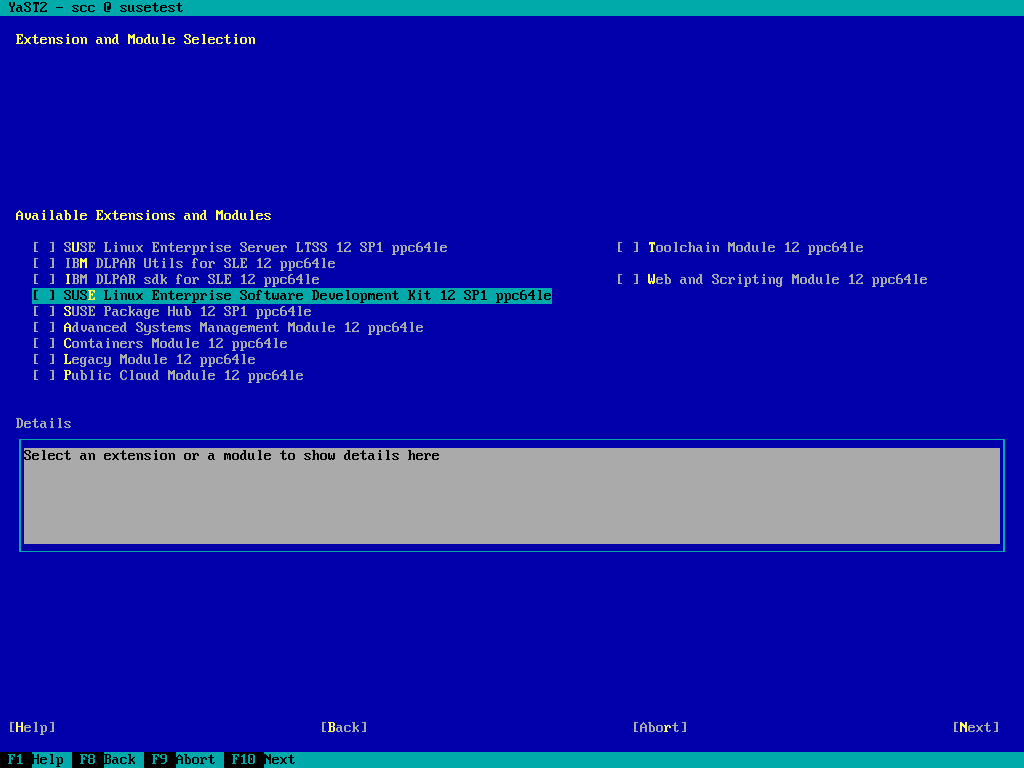 YaST2 - scc @ susetest
Extension and Module Selection
Available Extensions and Modules
[ ] SUSE Linux Enterprise Server LTSS 12 SP1 ppc64le [ ] Toolchain Module 12 ppc64le
[ ] IBM DLPAR Utils for SLE 12 ppc64le
[ ] IBM DLPAR sdk for SLE 12 ppc64le [ ] Web and Scripting Module 12 ppc64le
[ ] SUSE Linux Enterprise Software Development Kit 12 SP1 ppc64le
[ ] SUSE Package Hub 12 SP1 ppc64le
[ ] Advanced Systems Management Module 12 ppc64le
[ ] Containers Module 12 ppc64le
[ ] Legacy Module 12 ppc64le
[ ] Public Cloud Module 12 ppc64le
Details
Select an extension or a module to show details here
[Help] [Back] [Abort] [Next]
F1 Help F8 Back F9 Abort F10 Next